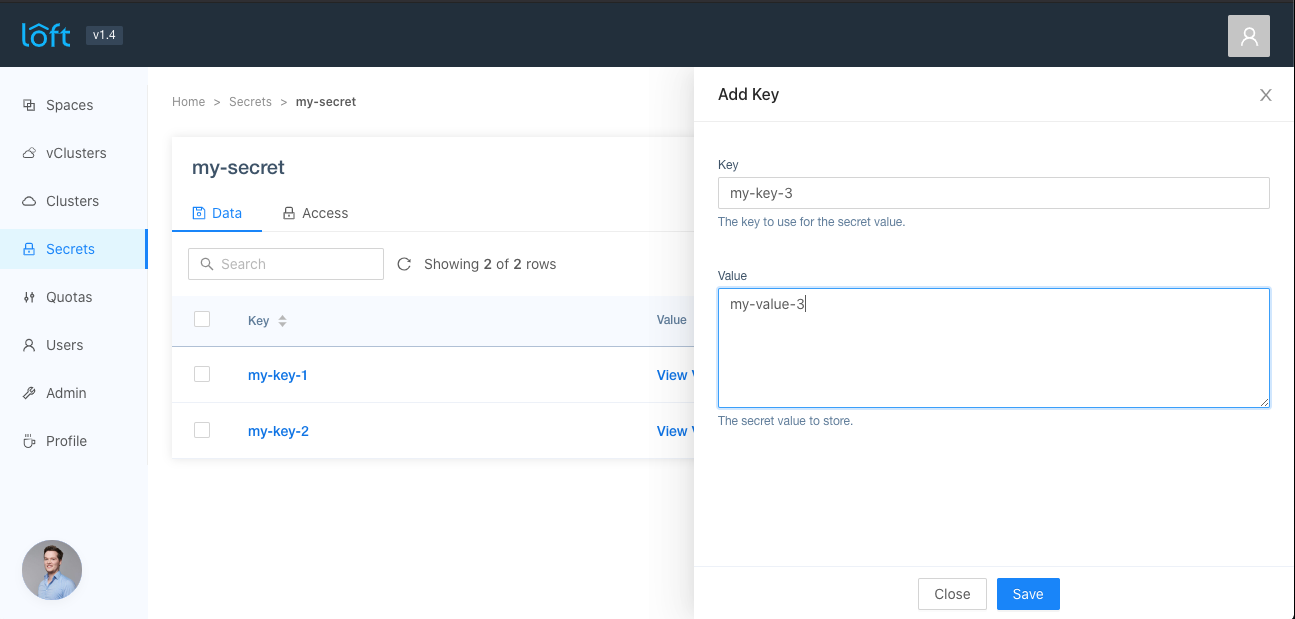 lôft v1.4
Spaces
vClusters
Clusters
Secrets
Quotas
Users
Admin
Profile
Home > Secrets > my-secret
my-secret
Data Access
Search Showing 2 of 2 rows
Key Value
my-key-1 View V
my-key-2 View V
Add Key
Key
my-key-3
The key to use for the secret value.
Value
my-value-3
The secret value to store.
Close Save